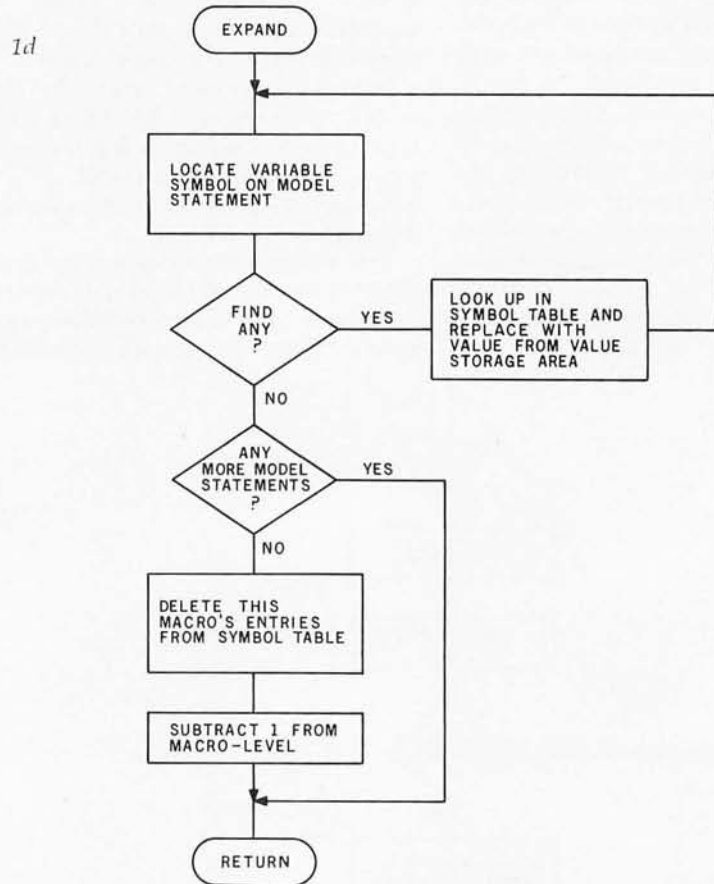 1d
EXPAND
LOCATE VARIABLE
SYMBOL ON MODEL
STATEMENT
FIND
ANY
?
YES
LOOK UP IN
SYMBOL TABLE AND
REPLACE WITH
VALUE FROM VALUE
STORAGE AREA
NO
ANY
MORE MODEL
STATEMENTS
?
YES
NO
DELETE THIS
MACRO'S ENTRIES
FROM SYMBOL TABLE
SUBTRACT 1 FROM
MACRO-LEVEL
RETURN